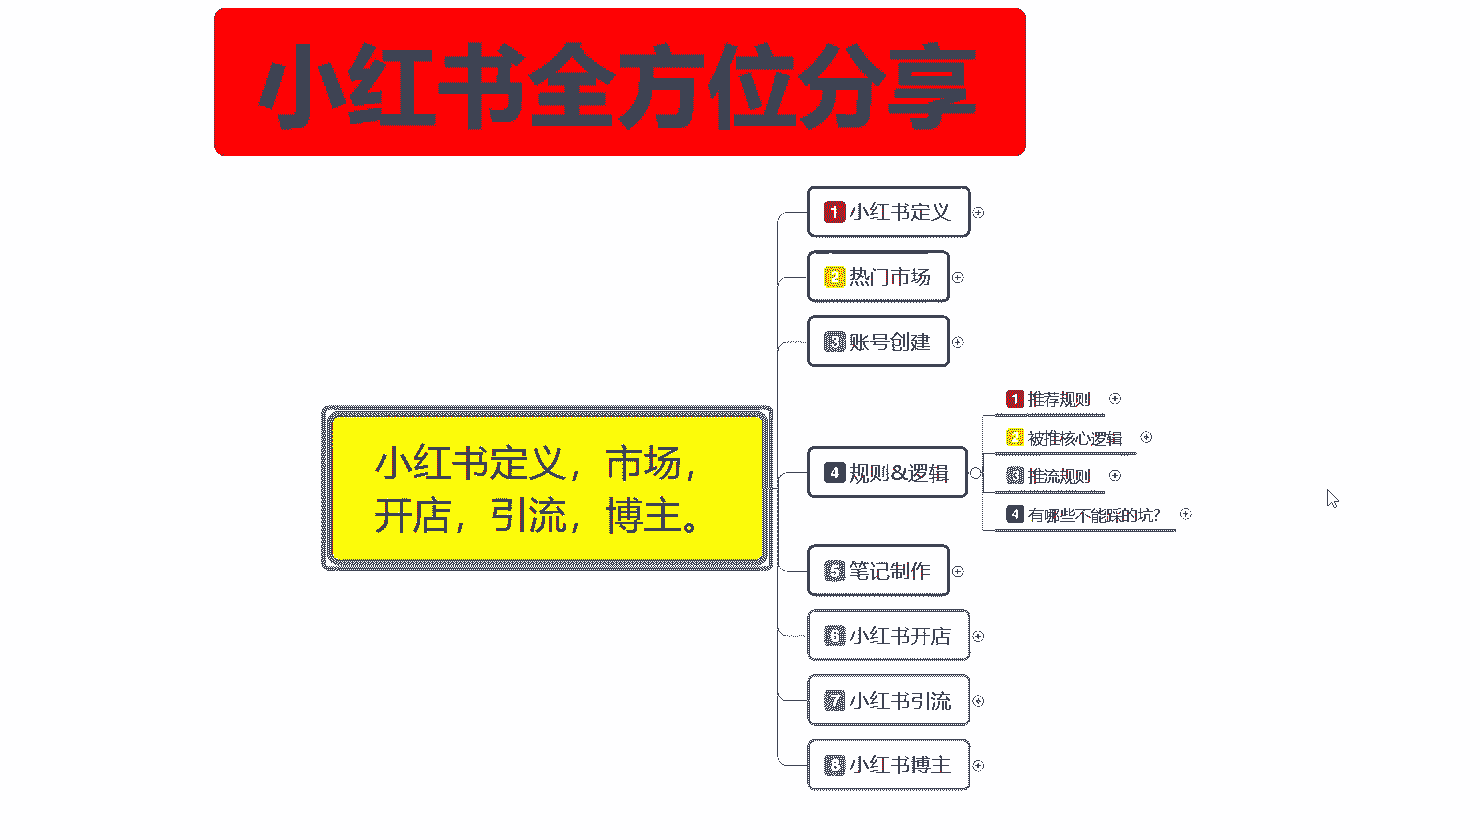 小红书全方位分享
小红书定义，市场，
开店，引流，博主。
1 小红书定义
2 热门市场
3 账号创建
4 规则&逻辑
1 推荐规则
2 被推核心逻辑
3 推流规则
4 有哪些不能踩的坑？
5 笔记制作
6 小红书开店
7 小红书引流
8 小红书博主